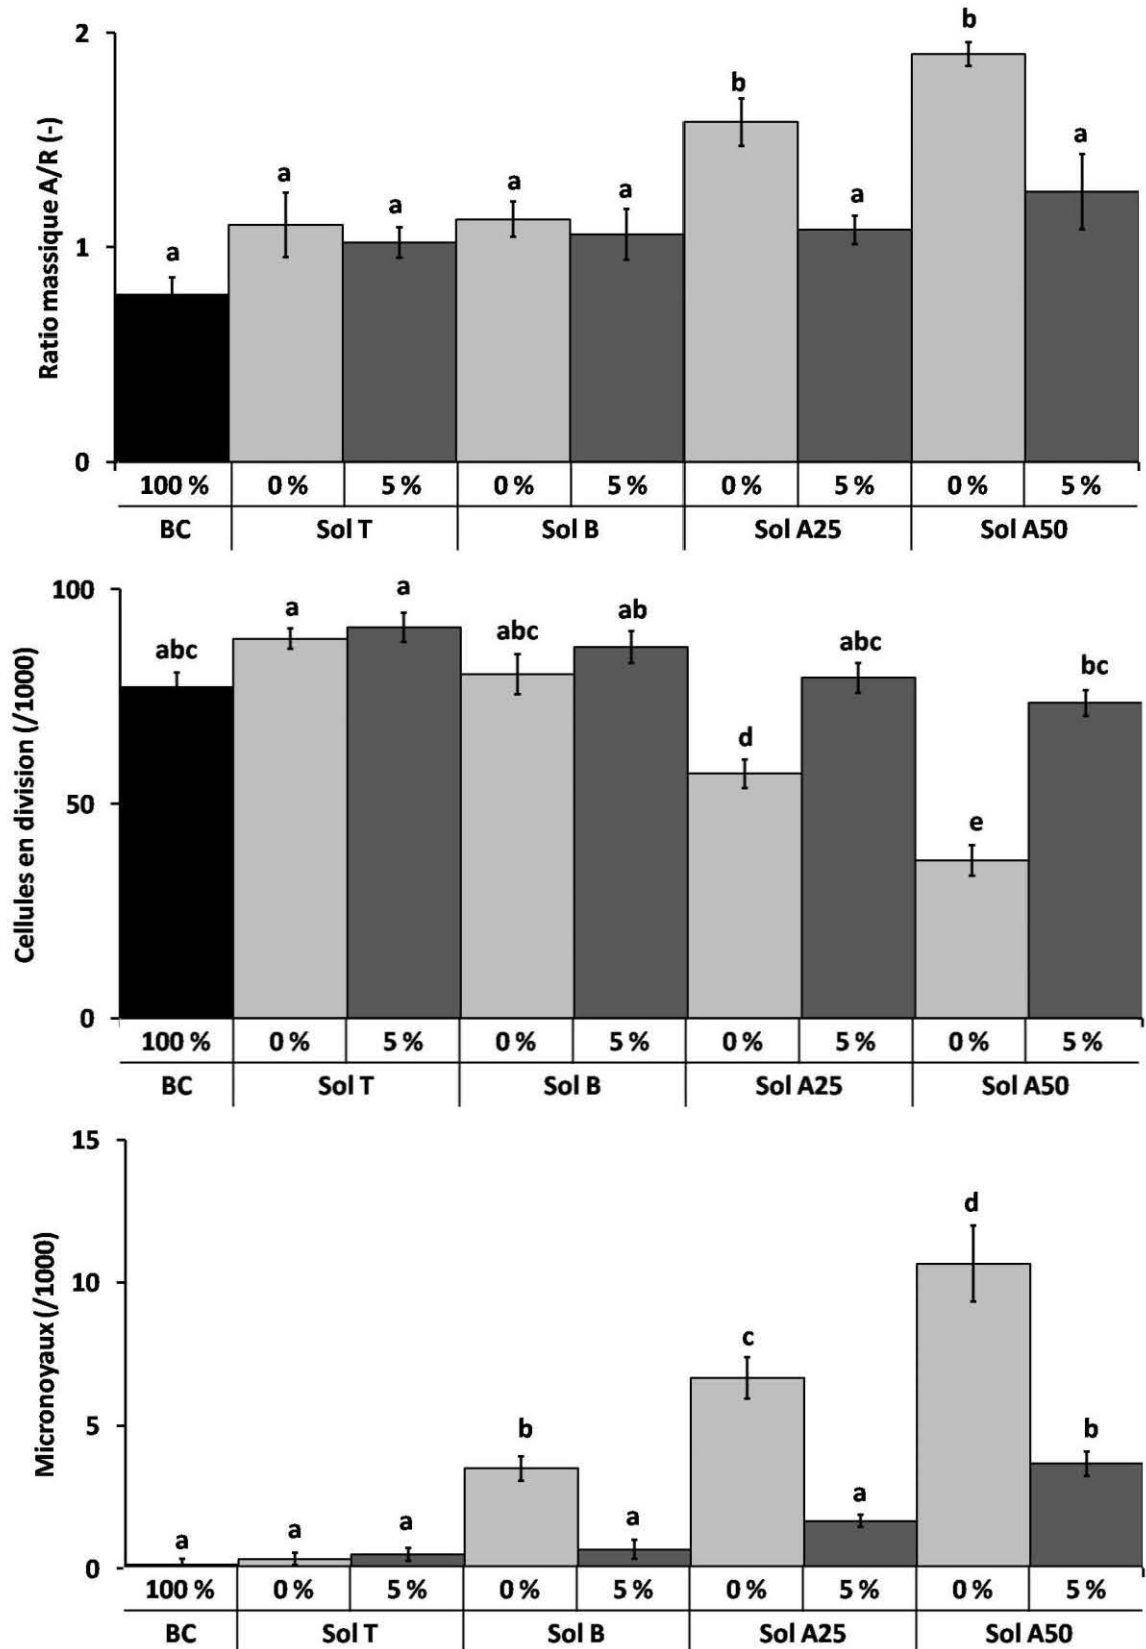 2
b
b
a
a
a
a
a
a
a
1
0
Ratio massique A/R (-)
100 % 0 % 5 % 0 % 5 % 0 % 5 % 0 % 5 %
BC Sol T Sol B Sol A25 Sol A50
100
a
a
ab
abc
abc
abc
bc
d
e
50
0
Cellules en division (/1000)
100 % 0 % 5 % 0 % 5 % 0 % 5 % 0 % 5 %
BC Sol T Sol B Sol A25 Sol A50
15
d
10
c
5
b
b
a
a
a
a
a
0
Micronoyaux (/1000)
100 % 0 % 5 % 0 % 5 % 0 % 5 % 0 % 5 %
BC Sol T Sol B Sol A25 Sol A50